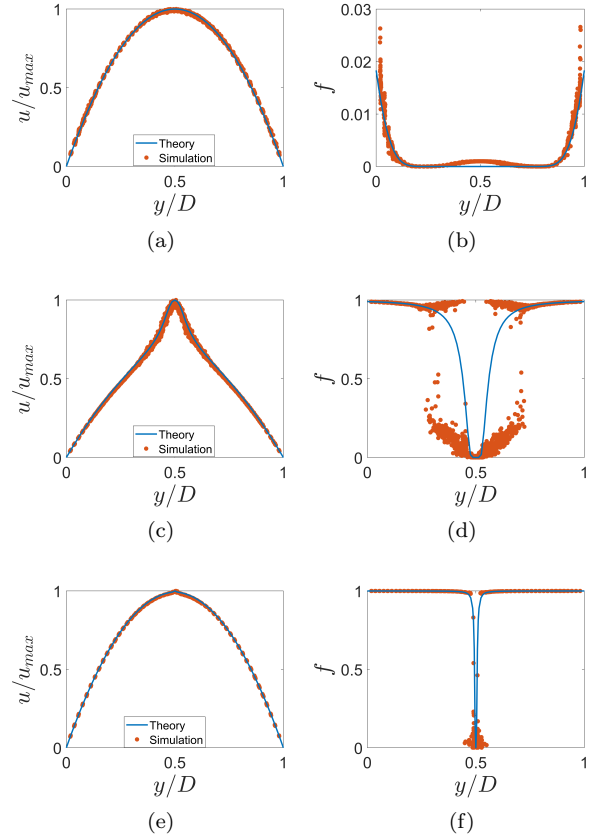 1
0.5
0
u/u_max
0
0.5
1
y/D
Theory
Simulation
(a)
0.03
0.02
0.01
0
f
0
0.5
1
y/D
(b)
1
0.5
0
u/u_max
0
0.5
1
y/D
Theory
Simulation
(c)
1
0.5
0
f
0
0.5
1
y/D
(d)
1
0.5
0
u/u_max
0
0.5
1
y/D
Theory
Simulation
(e)
1
0.5
0
f
0
0.5
1
y/D
(f)